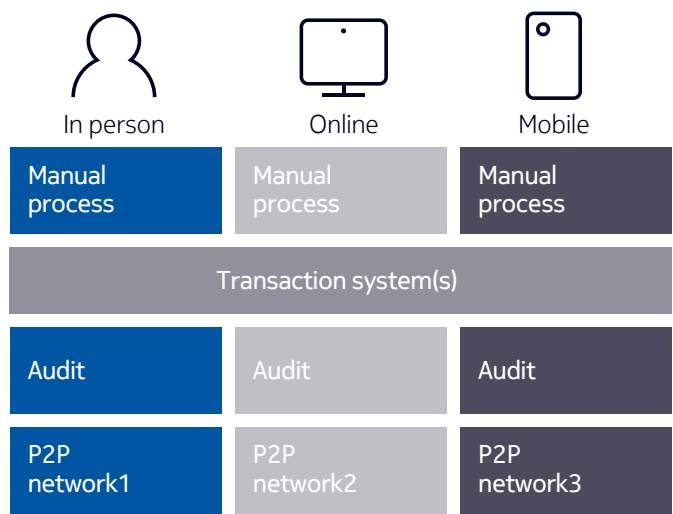 In person
Online
Mobile
Manual
process
Manual
process
Manual
process
Transaction system(s)
Audit
Audit
Audit
P2P
network1
P2P
network2
P2P
network3